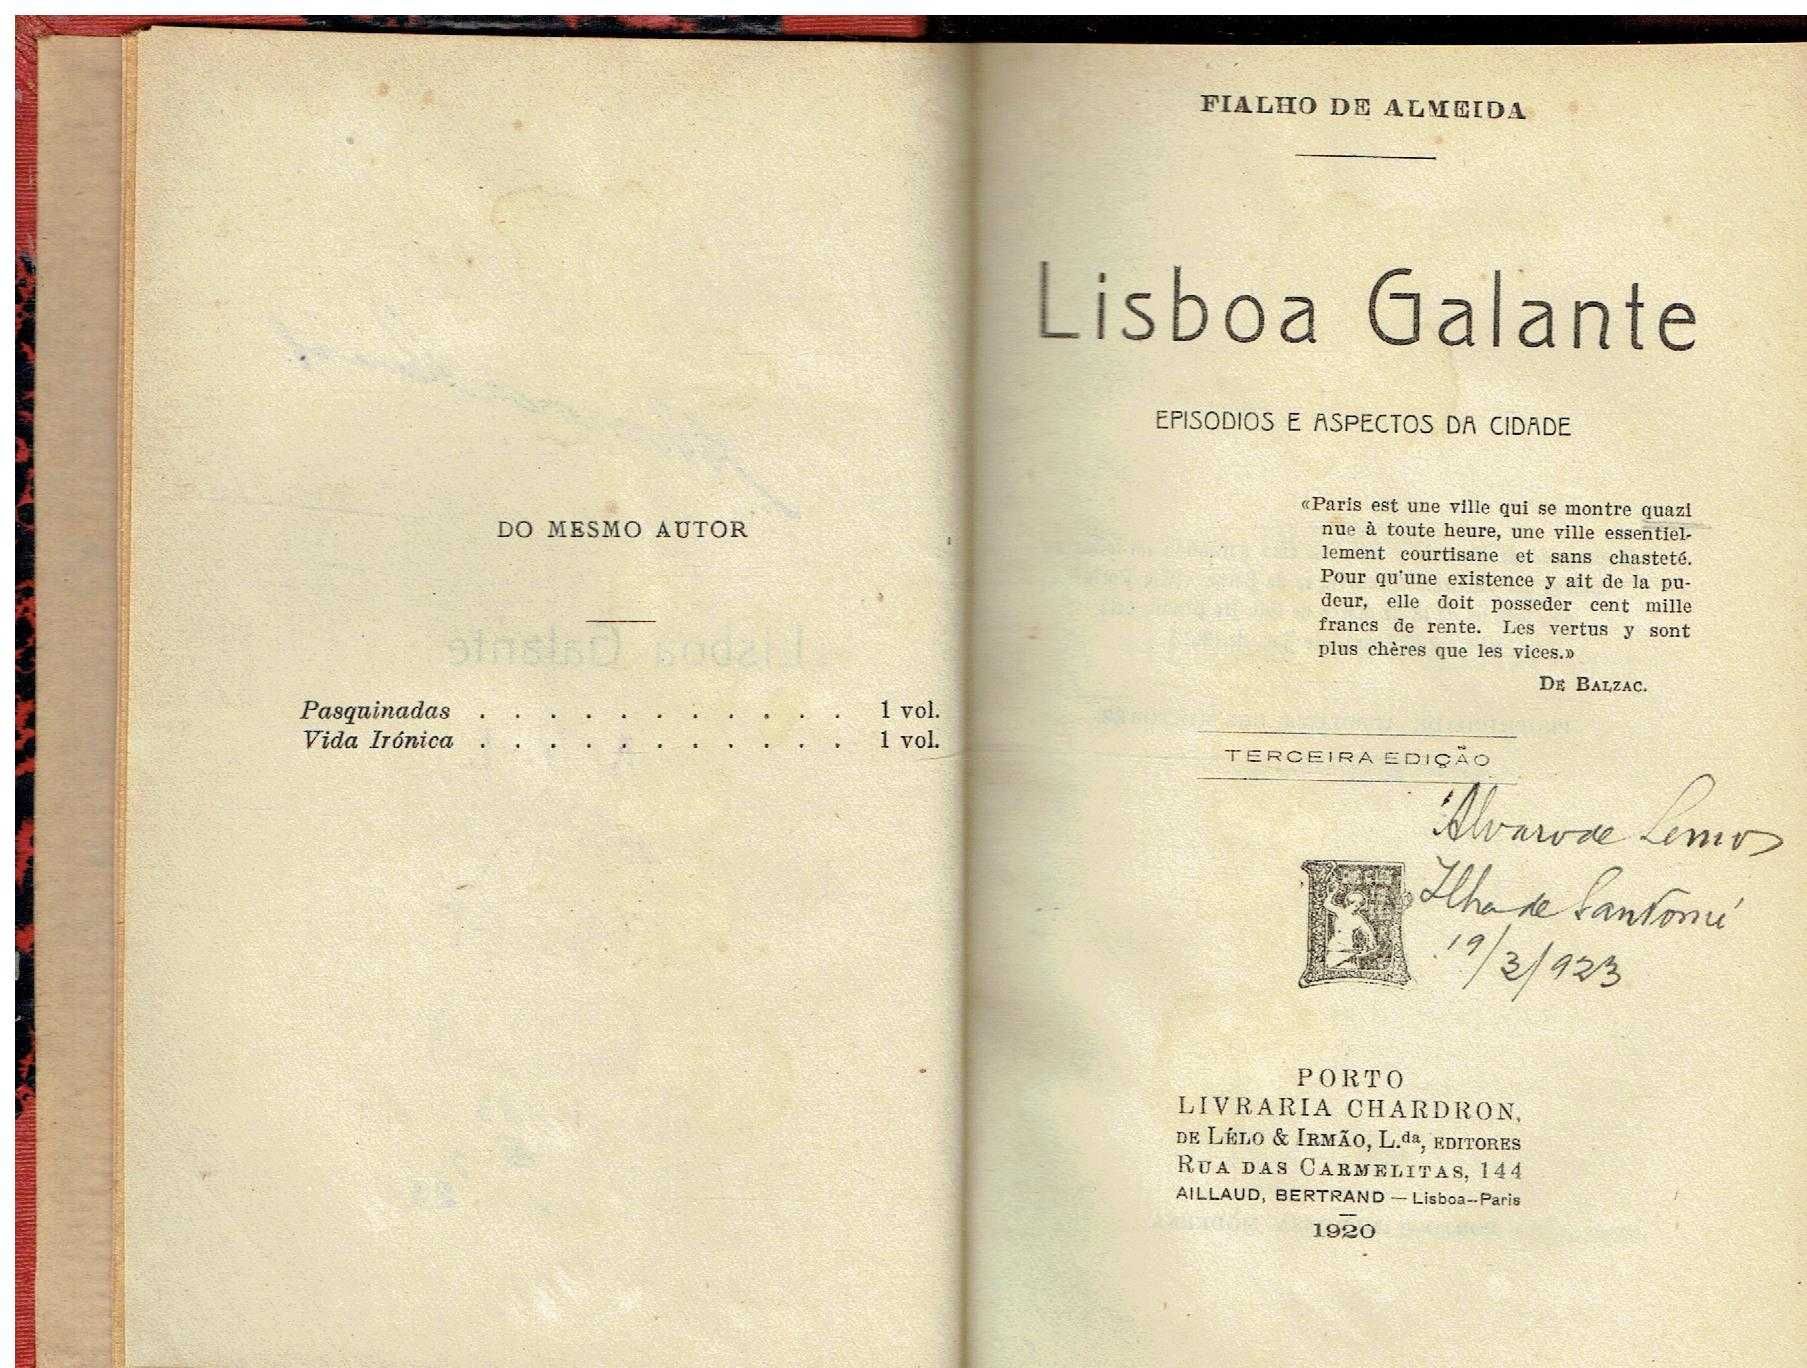 DO MESMO AUTOR
Pasquinadas . . . . . . . . . . . 1 vol.
Vida Irónica . . . . . . . . . . . 1 vol.
FIALHO DE ALMEIDA
Lisboa Galante
EPISODIOS E ASPECTOS DA CIDADE
«Paris est une ville qui se montre quazi
nue à toute heure, une ville essentiel-
lement courtisane et sans chasteté.
Pour qu'une existence y ait de la pu-
deur, elle doit posseder cent mille
francs de rente. Les vertus y sont
plus chères que les vices.»
DE BALZAC.
TERCEIRA EDIÇÃO
Alvaro de Lemos
Ilha de Santomé
19/3/923
PORTO
LIVRARIA CHARDRON,
DE LÉLO & IRMÃO, L.da, EDITORES
RUA DAS CARMELITAS, 144
AILLAUD, BERTRAND — Lisboa--Paris
1920